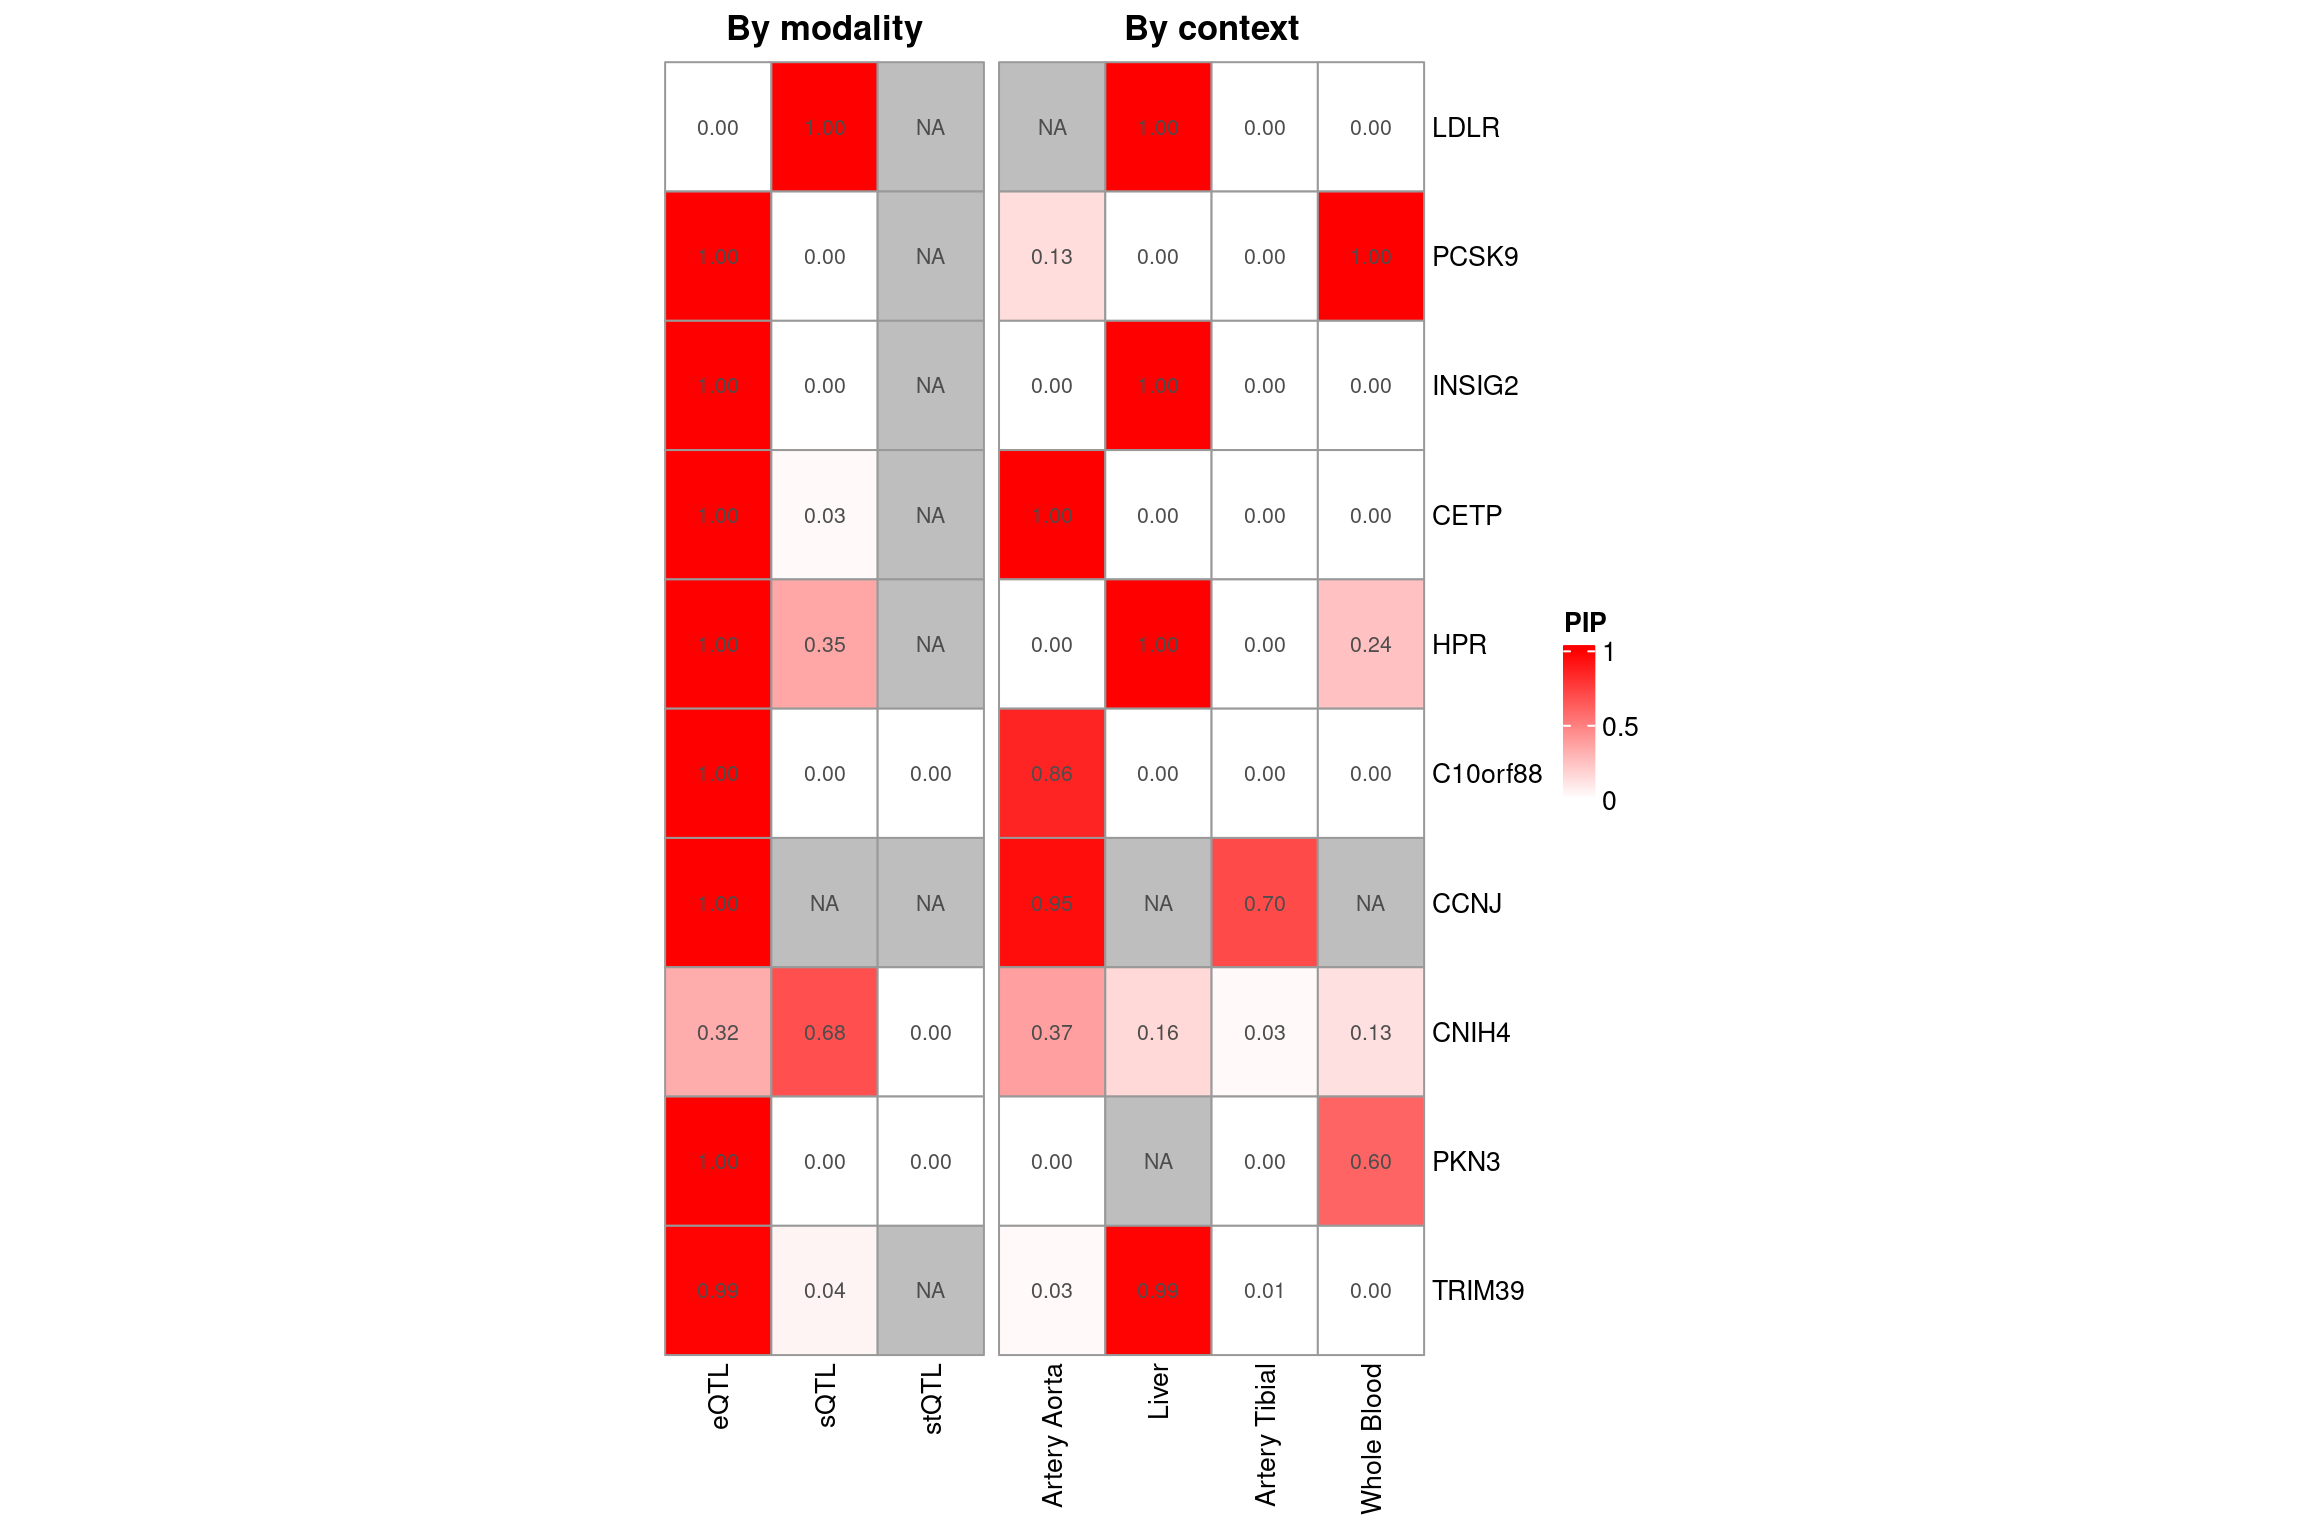 By modality By context
0.00 1.00 NA NA 1.00 0.00 0.00 LDLR
1.00 0.00 NA 0.13 0.00 0.00 1.00 PCSK9
1.00 0.00 NA 0.00 1.00 0.00 0.00 INSIG2
1.00 0.03 NA 1.00 0.00 0.00 0.00 CETP
PIP
1.00 0.35 NA 0.00 1.00 0.00 0.24 HPR
1
0.5
1.00 0.00 0.00 0.86 0.00 0.00 0.00 C10orf88
0
1.00 NA NA 0.95 NA 0.70 NA CCNJ
0.32 0.68 0.00 0.37 0.16 0.03 0.13 CNIH4
1.00 0.00 0.00 0.00 NA 0.00 0.60 PKN3
0.99 0.04 NA 0.03 0.99 0.01 0.00 TRIM39
eQTL
sQTL
stQTL
Artery Aorta
Liver
Artery Tibial
Whole Blood